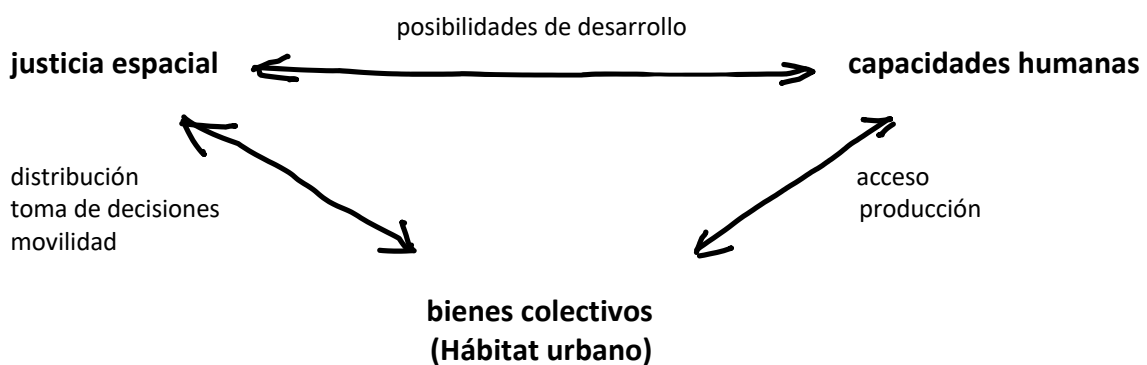 posibilidades de desarrollo
justicia espacial
capacidades humanas
distribución
toma de decisiones
movilidad
acceso
producción
bienes colectivos
(Hábitat urbano)